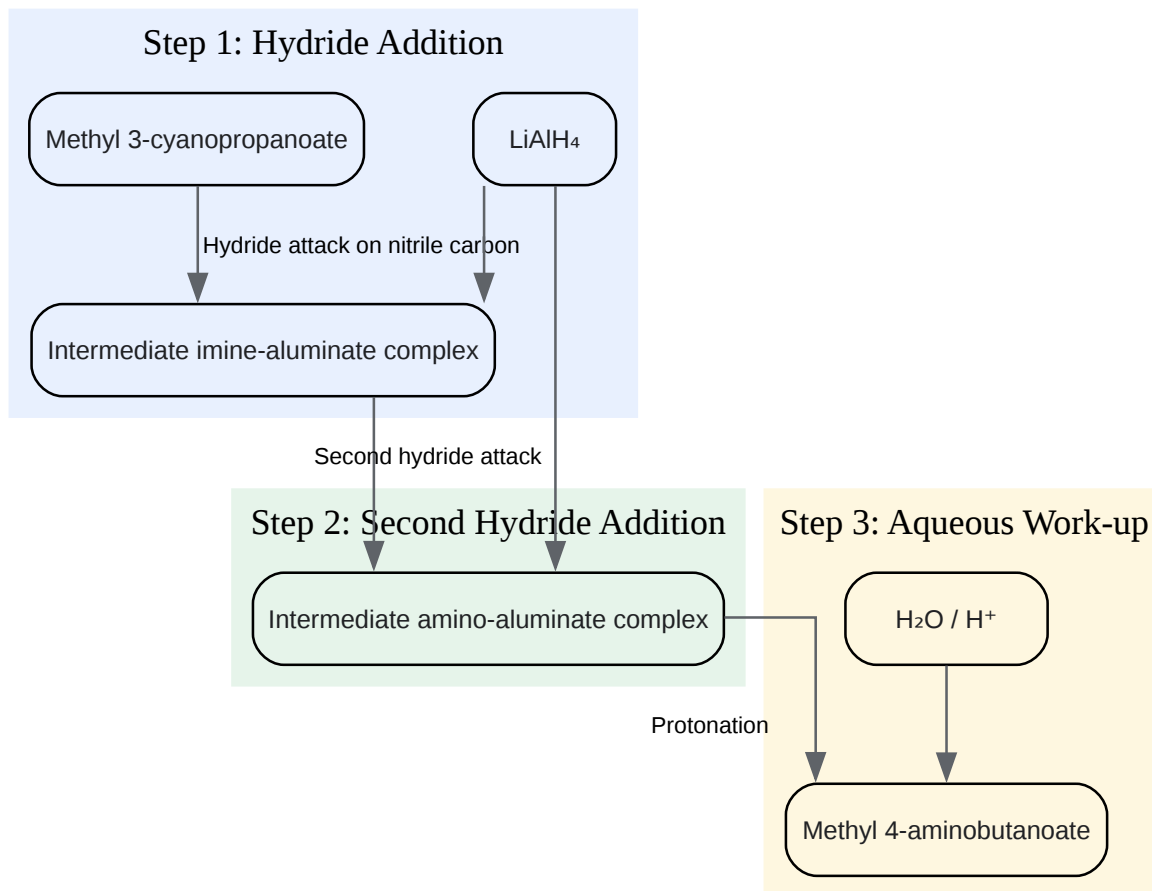 Step 1: Hydride Addition
Methyl 3-cyanopropanoate
LiAlH₄
Hydride attack on nitrile carbon
Intermediate imine-aluminate complex
Second hydride attack
Step 2: Second Hydride Addition
Step 3: Aqueous Work-up
Intermediate amino-aluminate complex
H₂O / H⁺
Protonation
Methyl 4-aminobutanoate